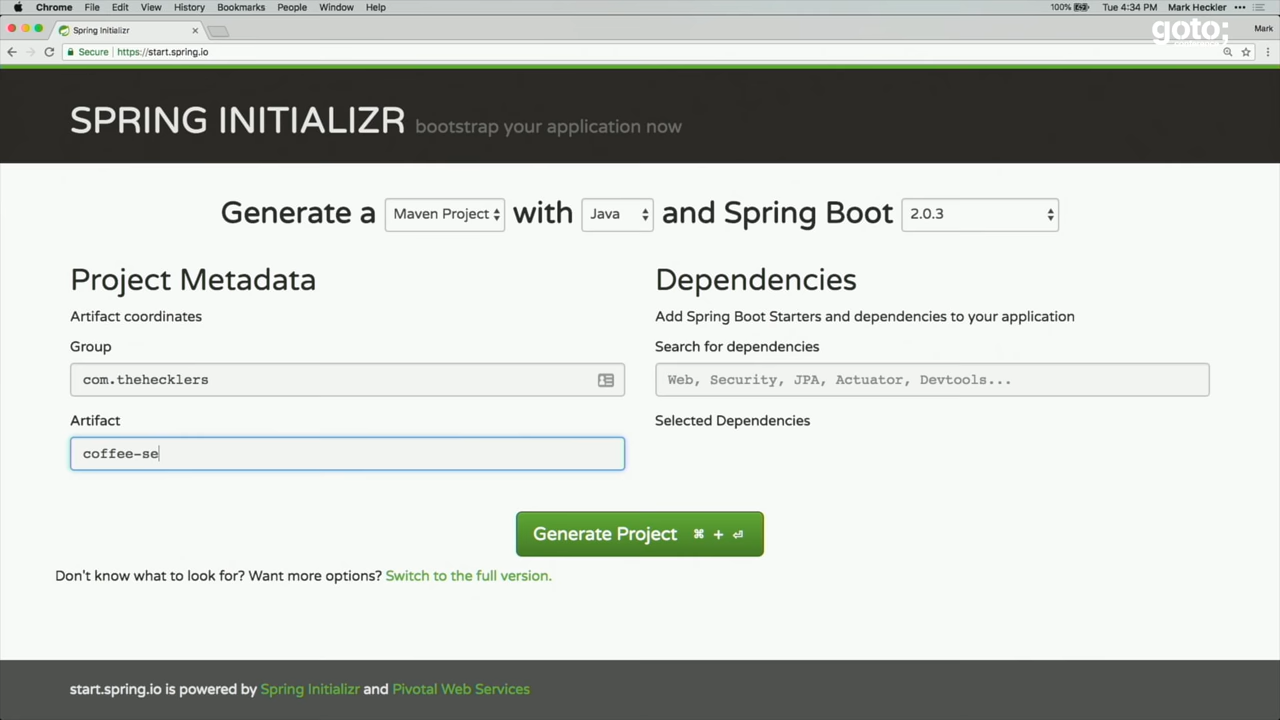 Chrome File Edit View History Bookmarks People Window Help 100% Tue 4:34 PM Mark Heckler
Spring Initializr
goto;
Mark
Secure https://start.spring.io
SPRING INITIALIZR bootstrap your application now
Generate a Maven Project with Java and Spring Boot 2.0.3
Project Metadata
Artifact coordinates
Group
com.thehecklers
Artifact
coffee-se
Dependencies
Add Spring Boot Starters and dependencies to your application
Search for dependencies
Web, Security, JPA, Actuator, Devtools...
Selected Dependencies
Generate Project ⌘ + ⏎
Don't know what to look for? Want more options? Switch to the full version.
start.spring.io is powered by Spring Initializr and Pivotal Web Services